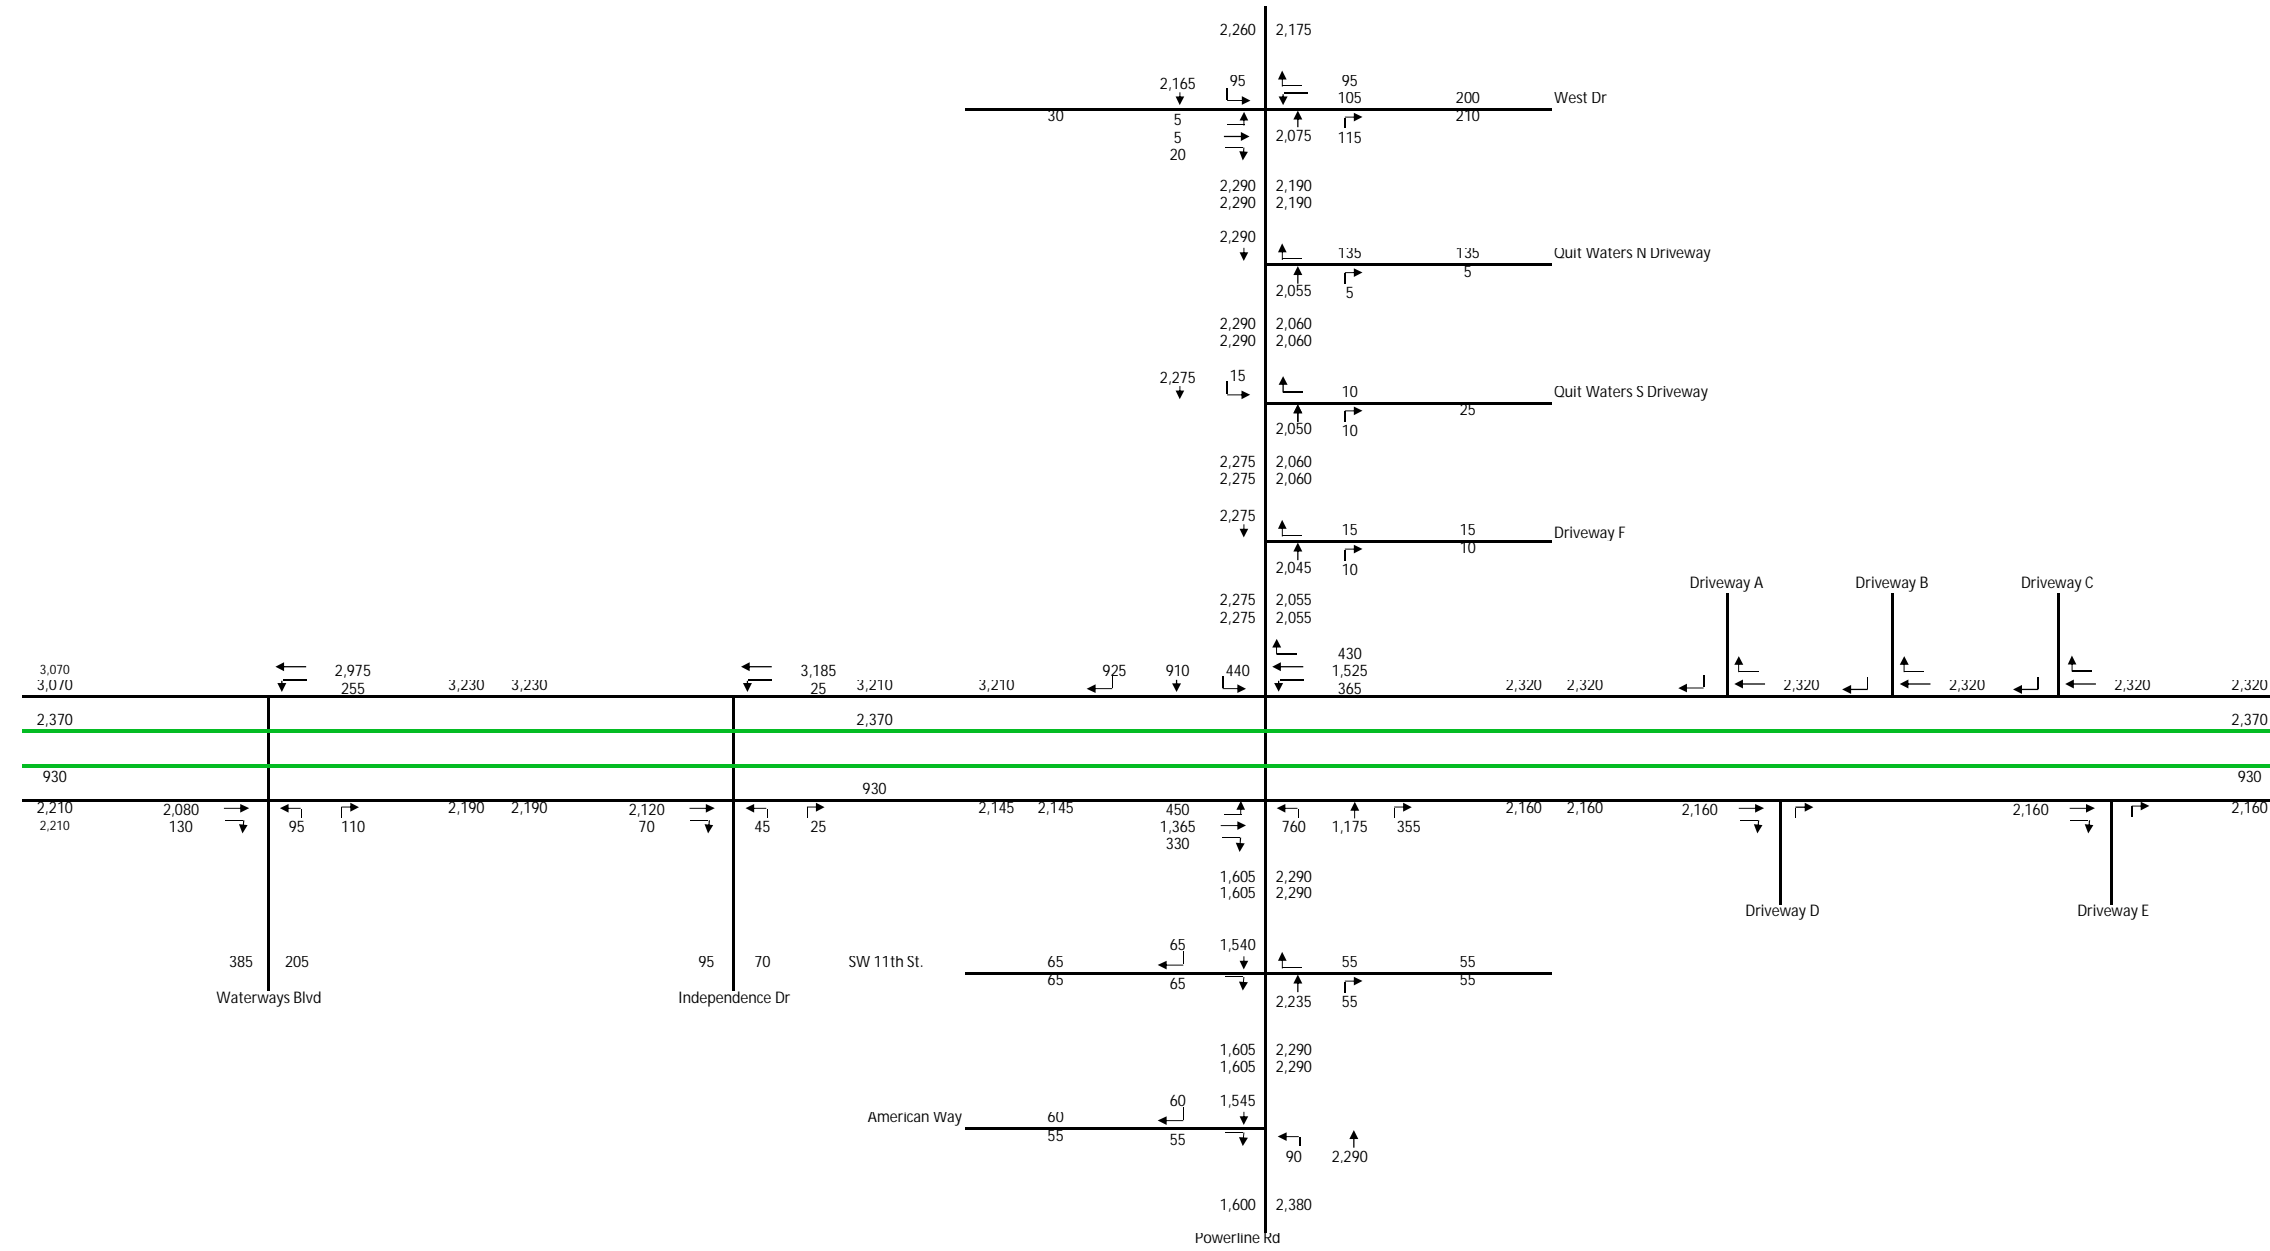 2,260 2,175
2,165 95 95
105 200 West Dr
30 5 210
5 2,075 115
20
2,290 2,190
2,290 2,190
2,290
135 135 Quit Waters N Driveway
5
2,055 5
2,290 2,060
2,290 2,060
2,275 15
10 Quit Waters S Driveway
25
2,050 10
2,275 2,060
2,275 2,060
2,275
15 15 Driveway F
10
2,045 10
Driveway A Driveway B Driveway C
2,275 2,055
2,275 2,055
430
3,070 2,975 3,185 925 910 440 1,525
3,070 255 3,230 3,230 25 3,210 3,210 365 2,320 2,320 2,320 2,320 2,320 2,320
2,370 2,370 2,370
930 930
930
2,210 2,080 2,190 2,190 2,120 2,145 2,145 450 2,160 2,160 2,160 2,160 2,160
2,210 130 95 110 70 45 25 1,365 760 1,175 355
330
1,605 2,290
1,605 2,290
Driveway D Driveway E
65 1,540
385 205 95 70 SW 11th St. 65 55 55
65 65 55
2,235 55
Waterways Blvd Independence Dr
1,605 2,290
1,605 2,290
60 1,545
American Way 60
55 55
90 2,290
1,600 2,380
Powerline Rd